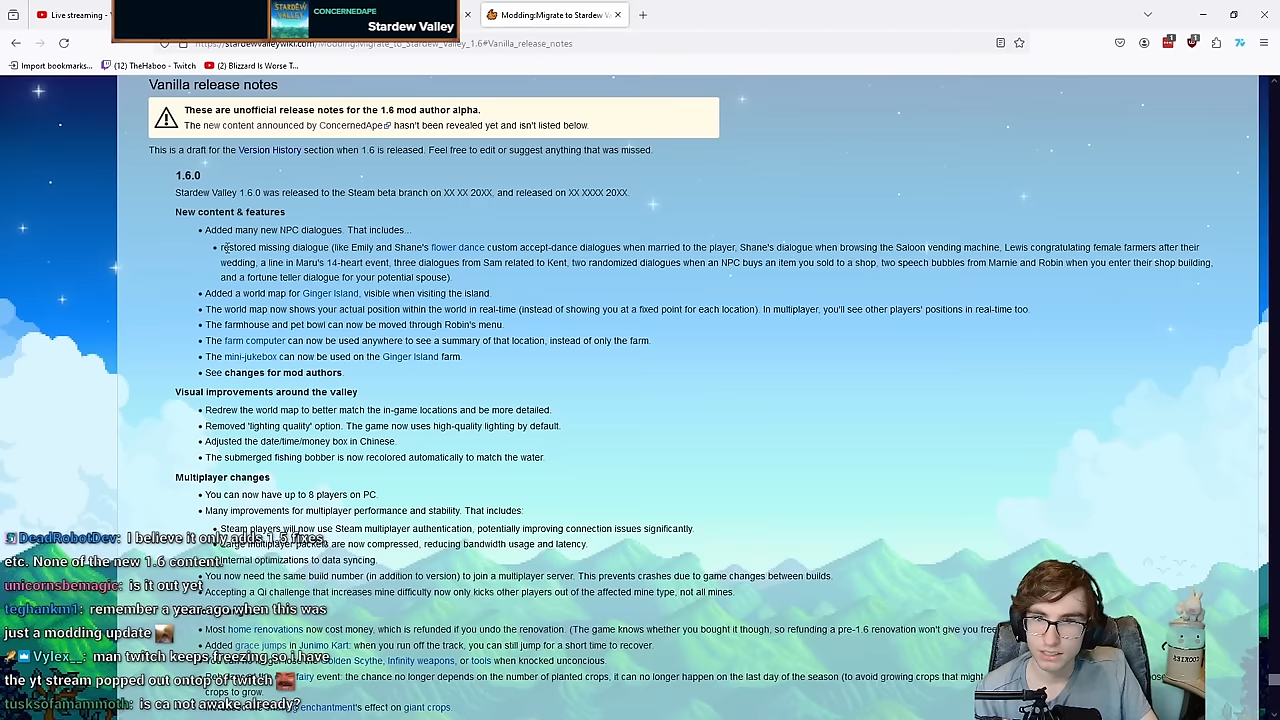 Live streaming -
STARDEW VALLEY
CONCERNEDAPE
Stardew Valley
Modding:Migrate to Stardew Va
https://stardewvalleywiki.com/Modding:Migrate_to_Stardew_Valley_1.6#Vanilla_release_notes
Import bookmarks...
(12) TheHaboo - Twitch
(2) Blizzard Is Worse T...
Vanilla release notes
These are unofficial release notes for the 1.6 mod author alpha.
The new content announced by ConcernedApe hasn't been revealed yet and isn't listed below.
This is a draft for the Version History section when 1.6 is released. Feel free to edit or suggest anything that was missed.
1.6.0
Stardew Valley 1.6.0 was released to the Steam beta branch on XX XX 20XX, and released on XX XXXX 20XX.
New content & features
Added many new NPC dialogues. That includes...
restored missing dialogue (like Emily and Shane's flower dance custom accept-dance dialogues when married to the player, Shane's dialogue when browsing the Saloon vending machine, Lewis congratulating female farmers after their
wedding, a line in Maru's 14-heart event, three dialogues from Sam related to Kent, two randomized dialogues when an NPC buys an item you sold to a shop, two speech bubbles from Marnie and Robin when you enter their shop building,
and a fortune teller dialogue for your potential spouse).
Added a world map for Ginger Island, visible when visiting the island.
The world map now shows your actual position within the world in real-time (instead of showing you at a fixed point for each location). In multiplayer, you'll see other players' positions in real-time too.
The farmhouse and pet bowl can now be moved through Robin's menu.
The farm computer can now be used anywhere to see a summary of that location, instead of only the farm.
The mini-jukebox can now be used on the Ginger Island farm.
See changes for mod authors.
Visual improvements around the valley
Redrew the world map to better match the in-game locations and be more detailed.
Removed 'lighting quality' option. The game now uses high-quality lighting by default.
Adjusted the date/time/money box in Chinese.
The submerged fishing bobber is now recolored automatically to match the water.
Multiplayer changes
You can now have up to 8 players on PC.
Many improvements for multiplayer performance and stability. That includes:
Steam players will now use Steam multiplayer authentication, potentially improving connection issues significantly.
Large multiplayer packets are now compressed, reducing bandwidth usage and latency.
Internal optimizations to data syncing.
You now need the same build number (in addition to version) to join a multiplayer server. This prevents crashes due to game changes between builds.
Accepting a Qi challenge that increases mine difficulty now only kicks other players out of the affected mine type, not all mines.
Most home renovations now cost money, which is refunded if you undo the renovation. (The game knows whether you bought it though, so refunding a pre-1.6 renovation won't give you free
Added grace jumps in Junimo Kart: when you run off the track, you can still jump for a short time to recover.
Golden Scythe, Infinity weapons, or tools when knocked unconcious.
fairy event: the chance no longer depends on the number of planted crops, it can no longer happen on the last day of the season (to avoid growing crops that might
crops to grow.
enchantment's effect on giant crops.
DeadRobotDev: I believe it only adds 1.5 fixes,
etc. None of the new 1.6 content.
unicornsbemagic: is it out yet
teghankm1: remember a year ago when this was
just a modding update
Vylex__: man twitch keeps freezing so i have
the yt stream popped out ontop of twitch
tusksofamammoth: is ca not awake already?